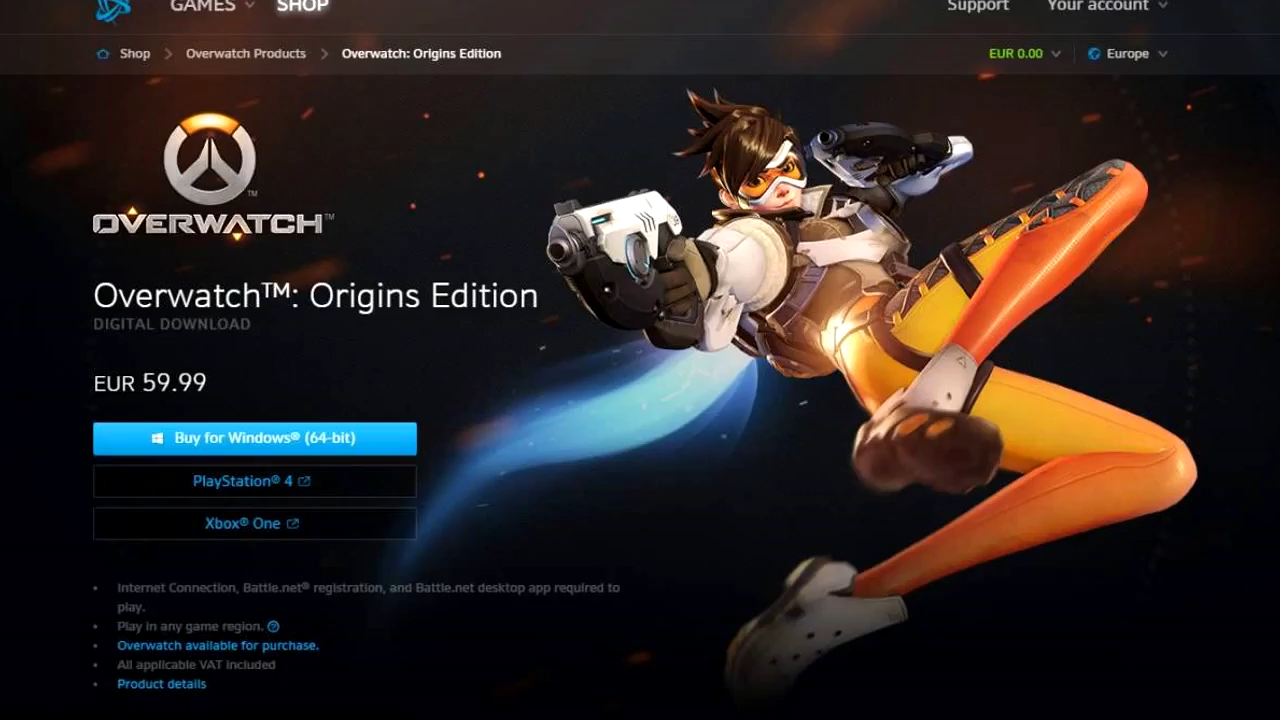 GAMES SHOP Support Your account
Shop Overwatch Products Overwatch: Origins Edition EUR 0.00 Europe
OVERWATCH™
Overwatch™: Origins Edition
DIGITAL DOWNLOAD
EUR 59.99
Buy for Windows® (64-bit)
PlayStation® 4
Xbox® One
• Internet Connection, Battle.net® registration, and Battle.net desktop app required to
play.
• Play in any game region.
• Overwatch available for purchase.
• All applicable VAT included
• Product details